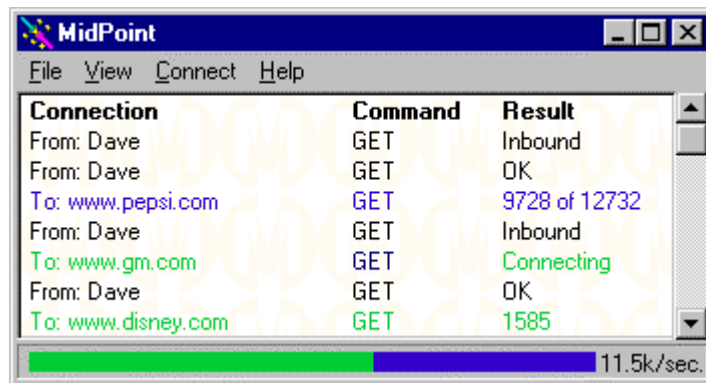 MidPoint
File View Connect Help
Connection Command Result
From: Dave GET Inbound
From: Dave GET OK
To: www.pepsi.com GET 9728 of 12732
From: Dave GET Inbound
To: www.gm.com GET Connecting
From: Dave GET OK
To: www.disney.com GET 1585
11.5k/sec.